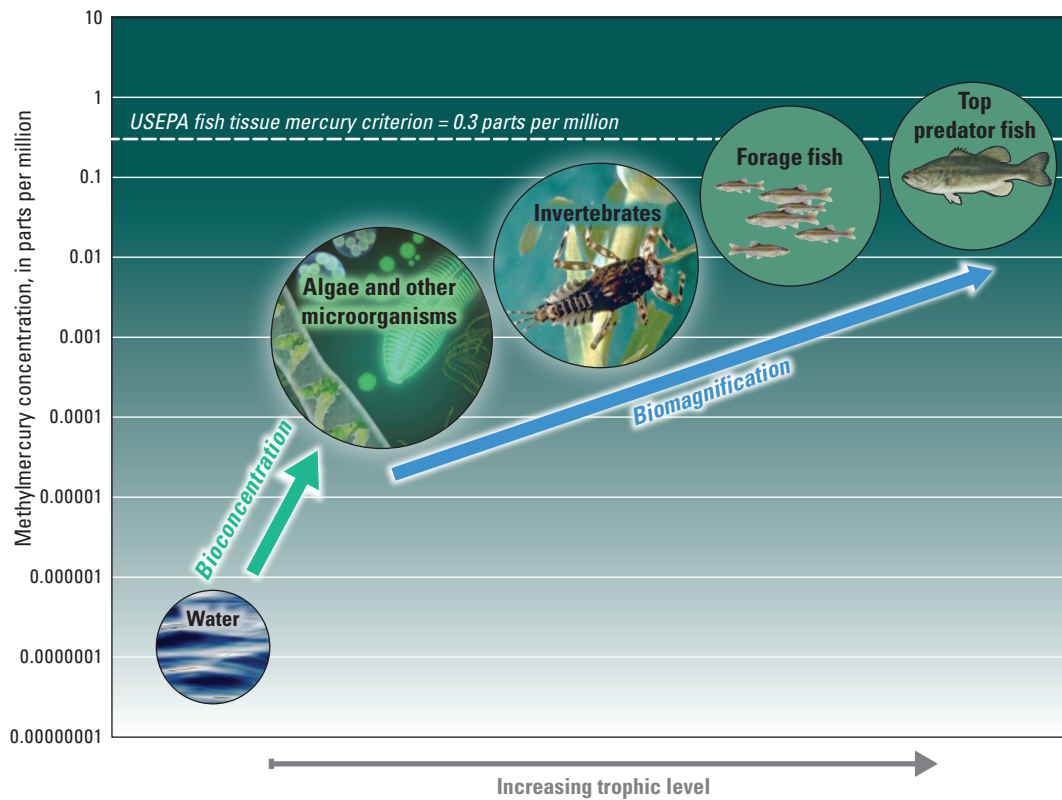 Methylmercury concentration, in parts per million
10
1
0.1
0.01
0.001
0.0001
0.00001
0.000001
0.0000001
0.00000001
USEPA fish tissue mercury criterion = 0.3 parts per million
Top
predator fish
Forage fish
Invertebrates
Algae and other
microorganisms
Biomagnification
Bioconcentration
Water
Increasing trophic level